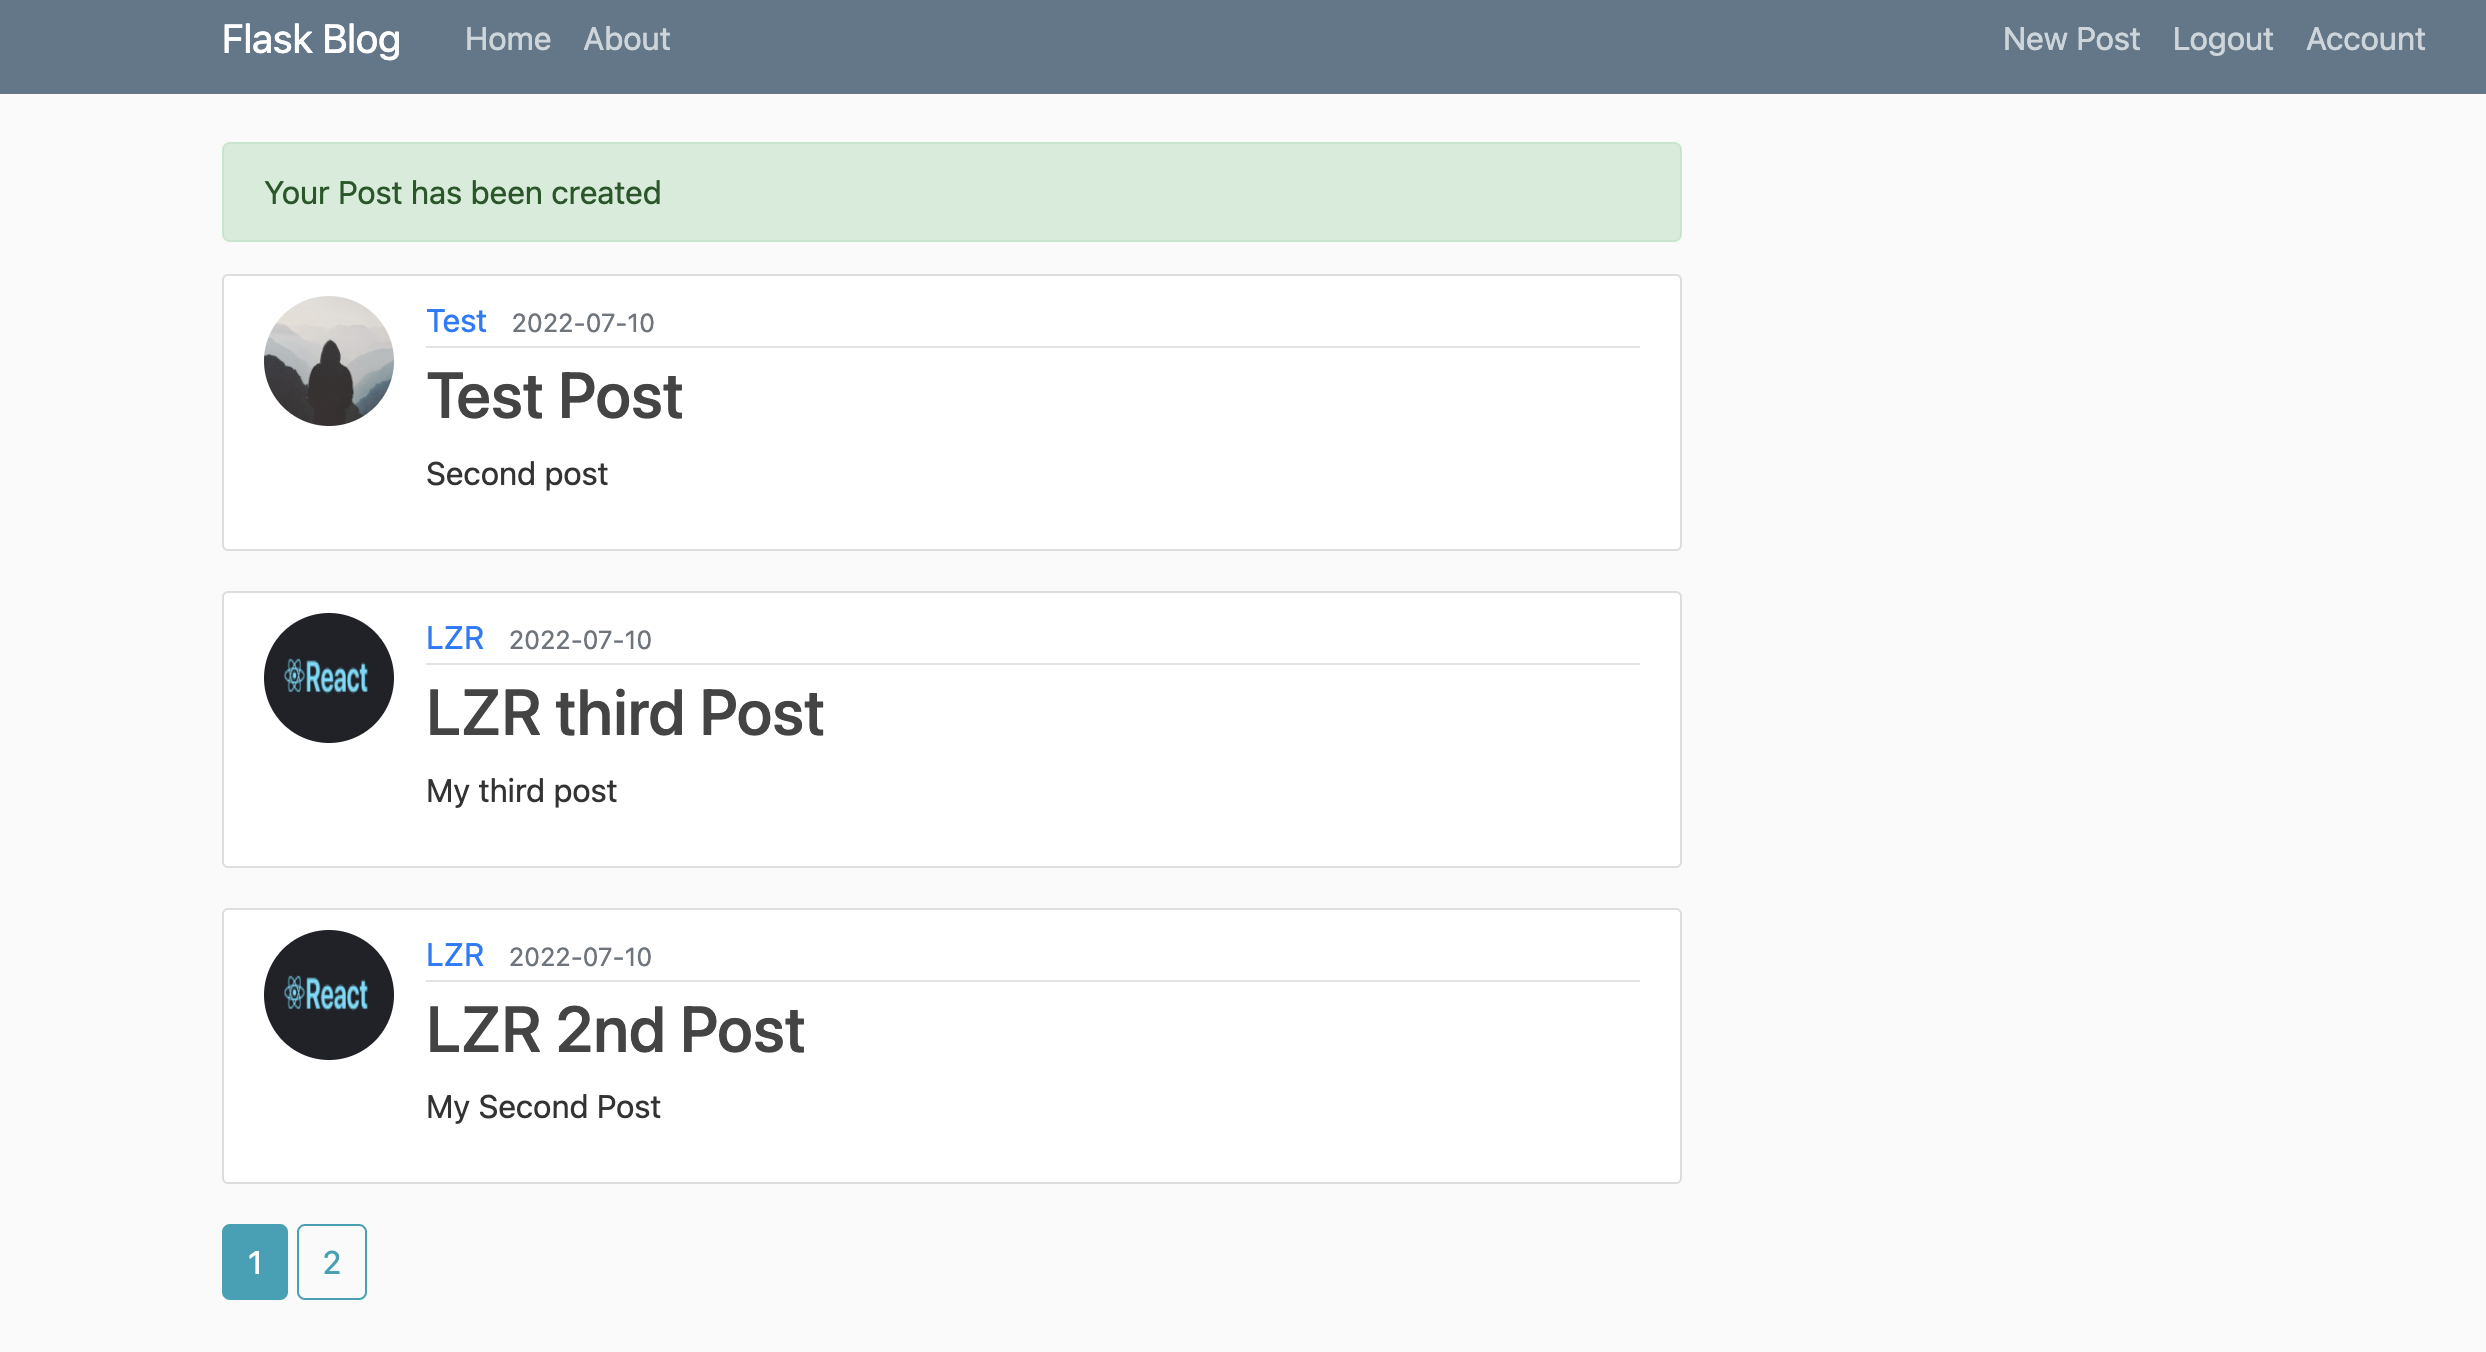 Flask Blog Home About New Post Logout Account
Your Post has been created
Test 2022-07-10
Test Post
Second post
React
LZR 2022-07-10
LZR third Post
My third post
React
LZR 2022-07-10
LZR 2nd Post
My Second Post
1 2